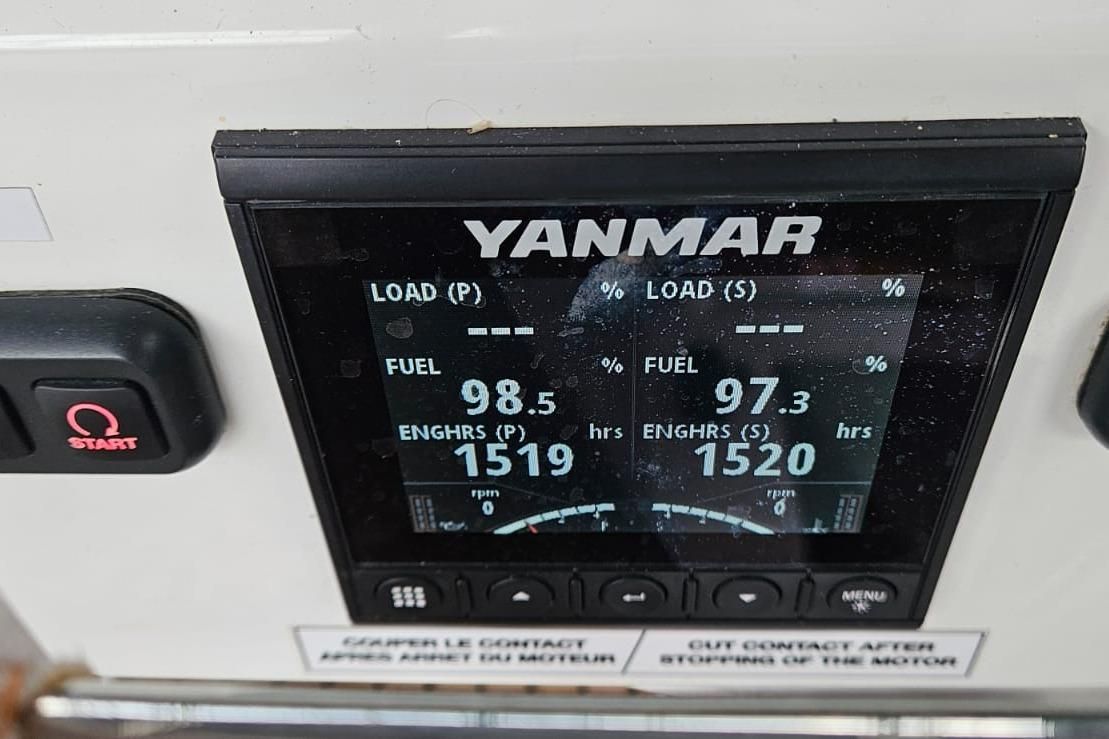 YANMAR
LOAD (P) % LOAD (S) %
--- ---
FUEL % FUEL %
98.5 97.3
ENGHRS (P) hrs ENGHRS (S) hrs
1519 1520
rpm rpm
0 0
START
MENU
COUPER LE CONTACT
APRES ARRET DU MOTEUR
CUT CONTACT AFTER
STOPPING OF THE MOTOR